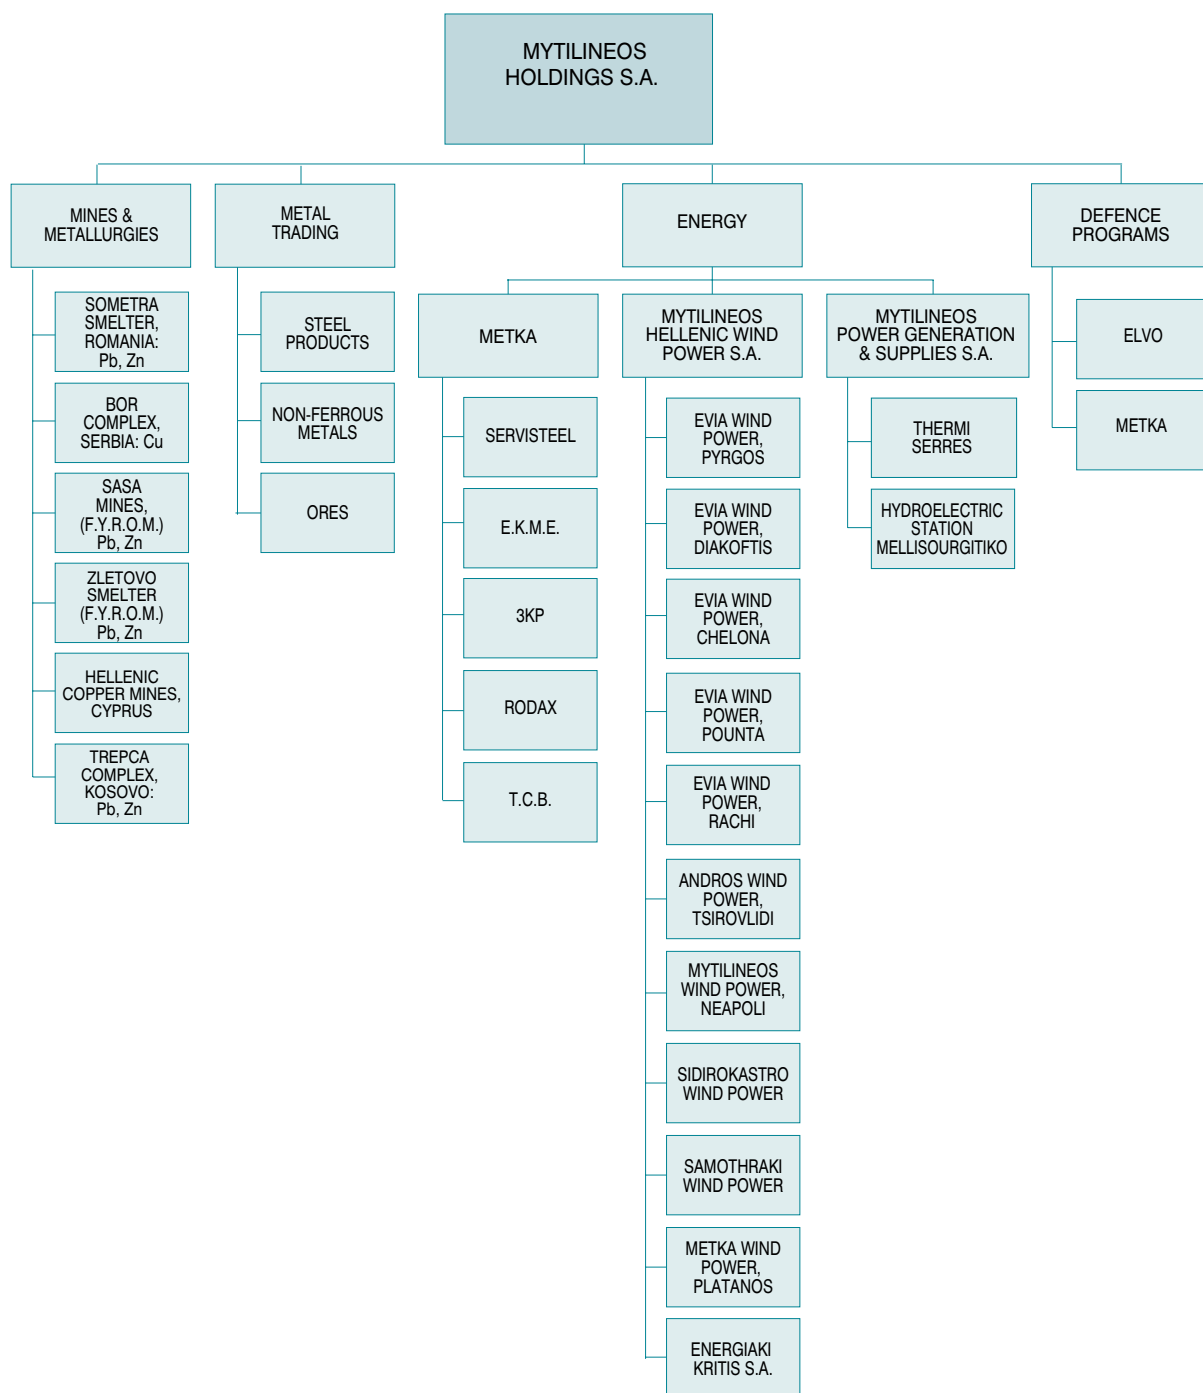 MYTILINEOS
HOLDINGS S.A.
MINES &
METALLURGIES
METAL
TRADING
ENERGY
DEFENCE
PROGRAMS
SOMETRA
SMELTER,
ROMANIA:
Pb, Zn
BOR
COMPLEX,
SERBIA: Cu
SASA
MINES,
(F.Y.R.O.M.)
Pb, Zn
ZLETOVO
SMELTER
(F.Y.R.O.M.)
Pb, Zn
HELLENIC
COPPER MINES,
CYPRUS
TREPCA
COMPLEX,
KOSOVO:
Pb, Zn
STEEL
PRODUCTS
NON-FERROUS
METALS
ORES
METKA
SERVISTEEL
E.K.M.E.
3KP
RODAX
T.C.B.
MYTILINEOS
HELLENIC WIND
POWER S.A.
EVIA WIND
POWER,
PYRGOS
EVIA WIND
POWER,
DIAKOFTIS
EVIA WIND
POWER,
CHELONA
EVIA WIND
POWER,
POUNTA
EVIA WIND
POWER,
RACHI
ANDROS WIND
POWER,
TSIROVLIDI
MYTILINEOS
WIND POWER,
NEAPOLI
SIDIROKASTRO
WIND POWER
SAMOTHRAKI
WIND POWER
METKA WIND
POWER,
PLATANOS
ENERGIAKI
KRITIS S.A.
MYTILINEOS
POWER GENERATION
& SUPPLIES S.A.
THERMI
SERRES
HYDROELECTRIC
STATION
MELLISOURGITIKO
ELVO
METKA